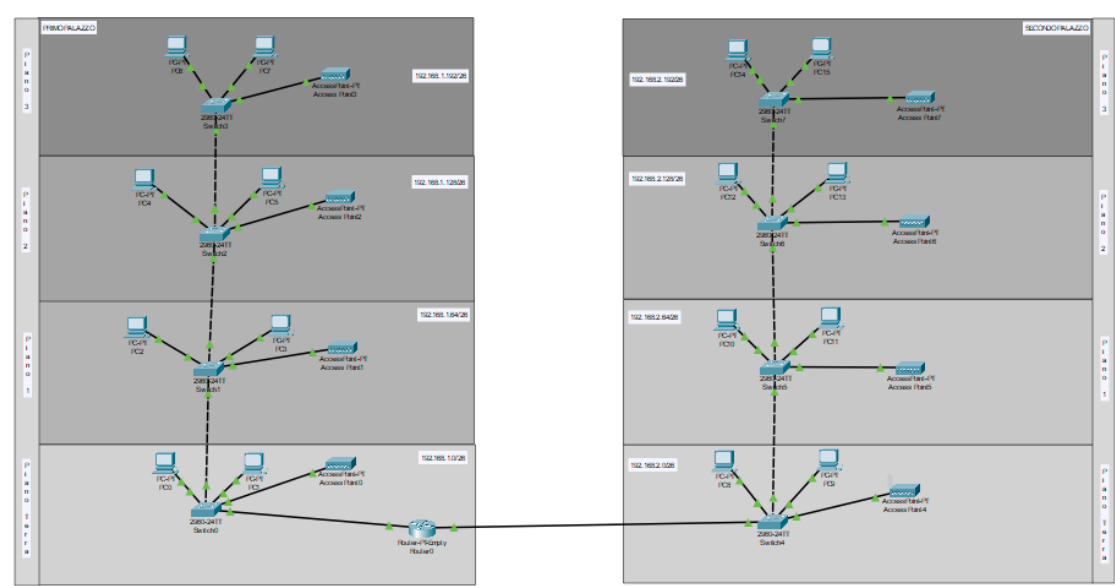 PRIMO PALAZZO
Piano 3
PC-PT
PC6
PC-PT
PC7
AccessPoint-PT
Access Point3
192.168.1.192/26
2960-24TT
Switch3
Piano 2
PC-PT
PC4
PC-PT
PC5
AccessPoint-PT
Access Point2
192.168.1.128/26
2960-24TT
Switch2
Piano 1
PC-PT
PC2
PC-PT
PC3
AccessPoint-PT
Access Point1
192.168.1.64/26
2960-24TT
Switch1
Piano Terra
PC-PT
PC0
PC-PT
PC1
AccessPoint-PT
Access Point0
192.168.1.0/26
2960-24TT
Switch0
Router-PT-Empty
Router0
SECONDO PALAZZO
Piano 3
192.168.2.192/26
PC-PT
PC14
PC-PT
PC15
AccessPoint-PT
Access Point7
2960-24TT
Switch7
Piano 2
192.168.2.128/26
PC-PT
PC12
PC-PT
PC13
AccessPoint-PT
Access Point6
2960-24TT
Switch6
Piano 1
192.168.2.64/26
PC-PT
PC10
PC-PT
PC11
AccessPoint-PT
Access Point5
2960-24TT
Switch5
Piano Terra
192.168.2.0/26
PC-PT
PC8
PC-PT
PC9
AccessPoint-PT
Access Point4
2960-24TT
Switch4